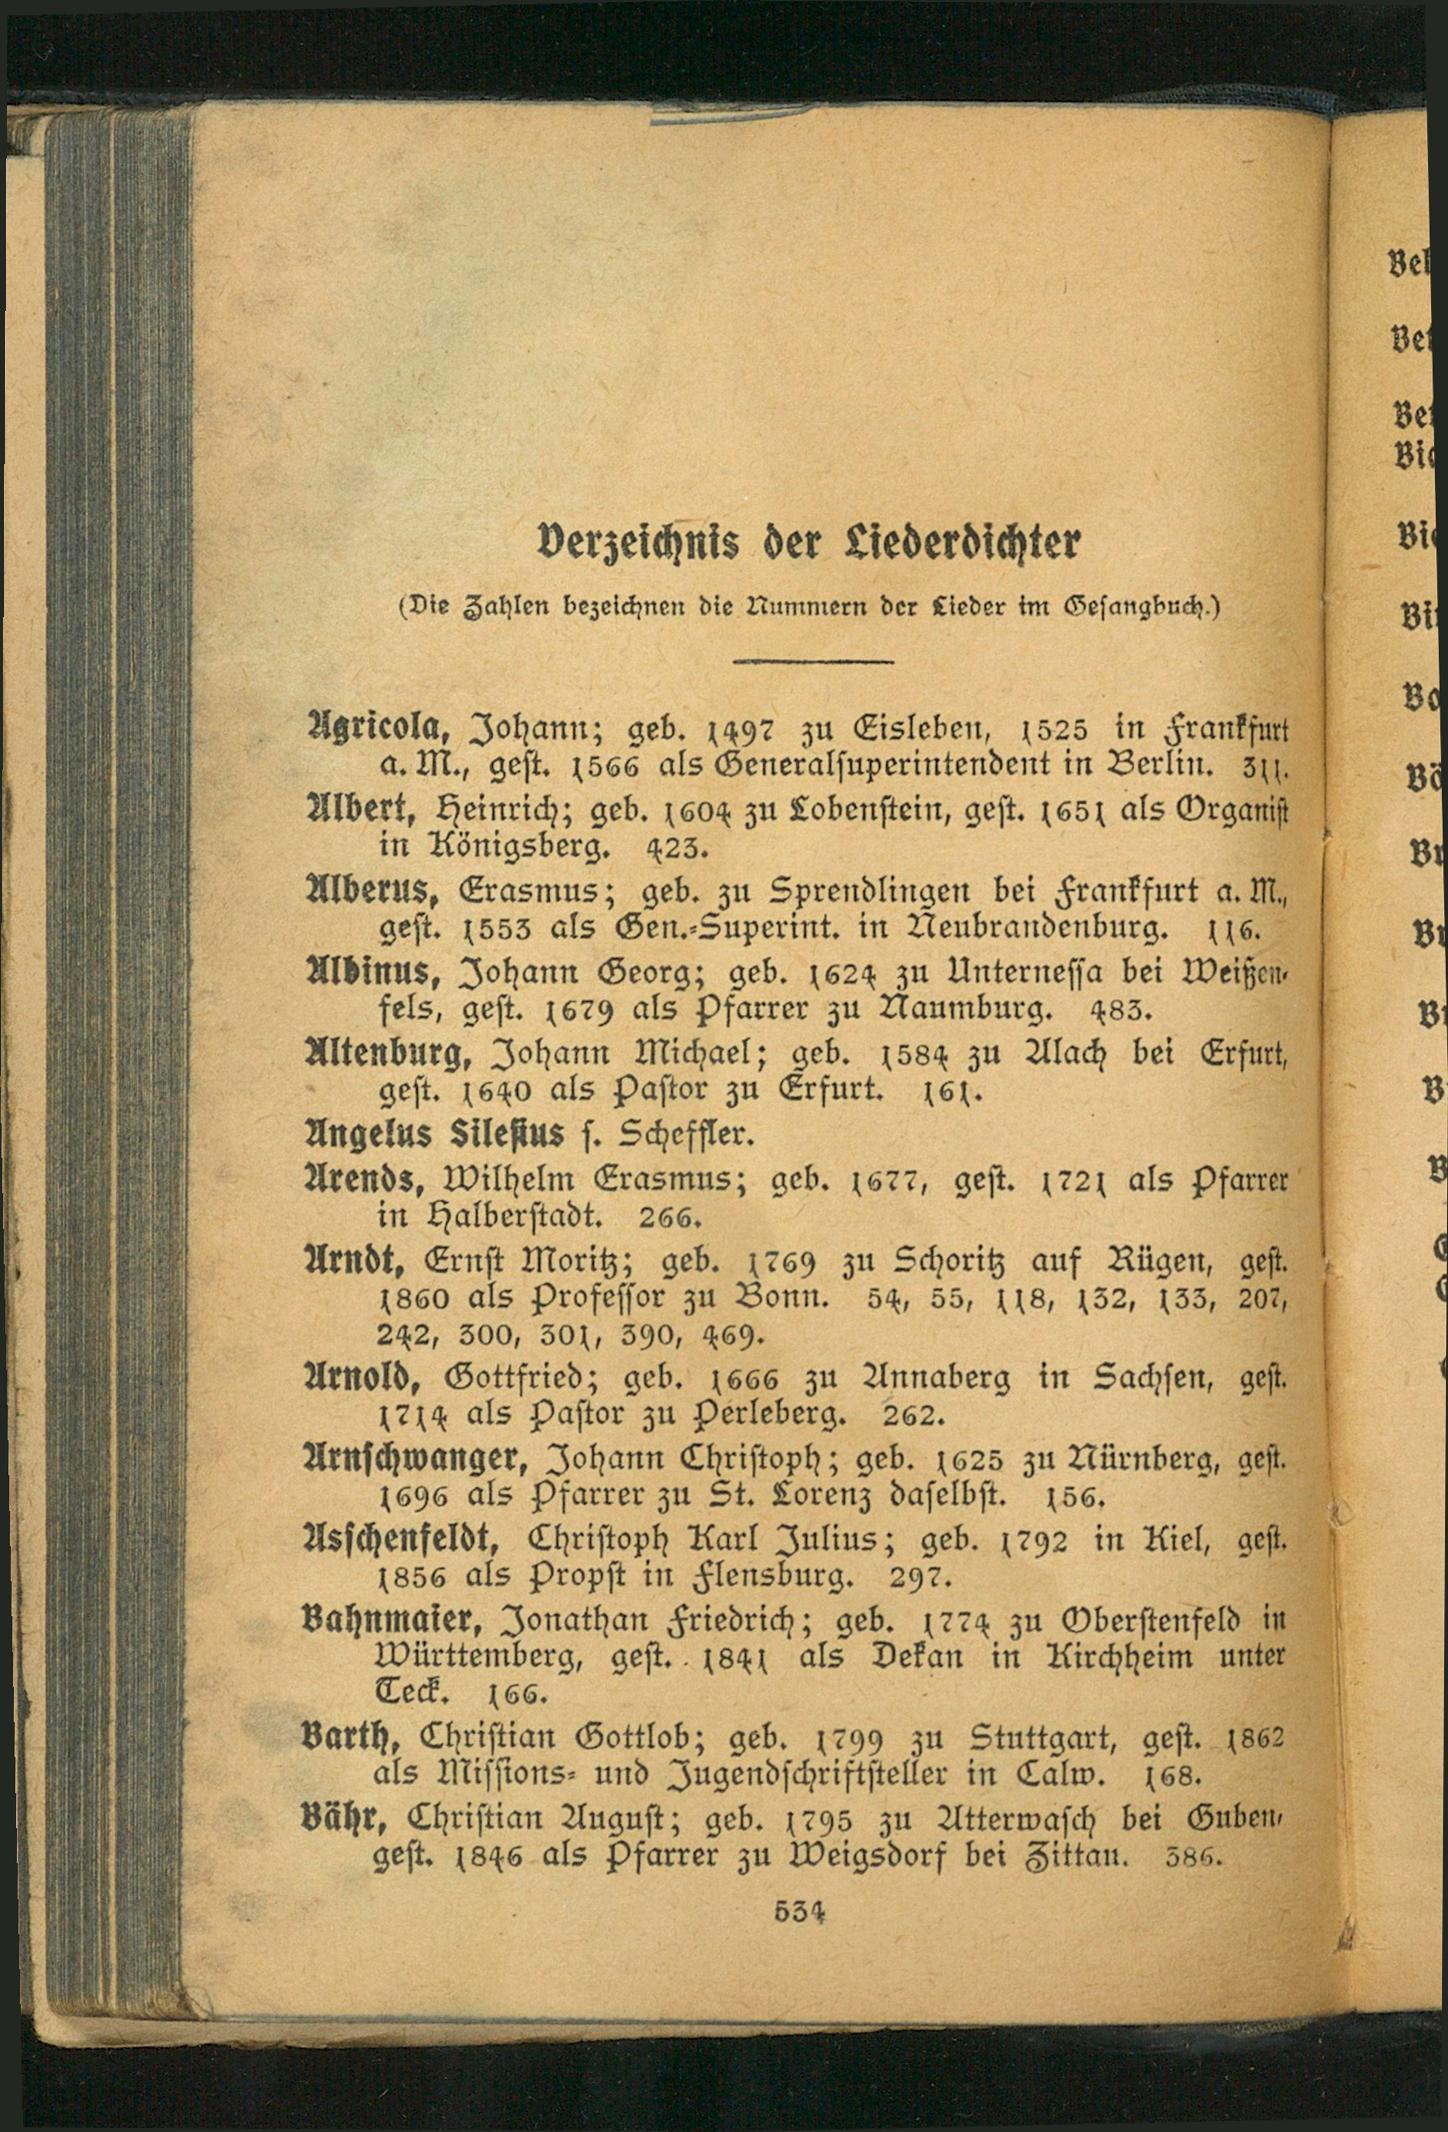 Verzeichnis der Liederdichter
(Die Zahlen bezeichnen die Nummern der Lieder im Gesangbuch.)
Agricola, Johann; geb. 1497 zu Eisleben, 1525 in Frankfurt
a. M., gest. 1566 als Generalsuperintendent in Berlin. 311.
Albert, Heinrich; geb. 1604 zu Lobenstein, gest. 1651 als Organist
in Königsberg. 423.
Alberus, Erasmus; geb. zu Sprendlingen bei Frankfurt a. M.,
gest. 1553 als Gen.-Superint. in Neubrandenburg. 116.
Albinus, Johann Georg; geb. 1624 zu Unternessa bei Weißen-
fels, gest. 1679 als Pfarrer zu Naumburg. 483.
Altenburg, Johann Michael; geb. 1584 zu Alach bei Erfurt,
gest. 1640 als Pastor zu Erfurt. 161.
Angelus Silesius s. Scheffler.
Arends, Wilhelm Erasmus; geb. 1677, gest. 1721 als Pfarrer
in Halberstadt. 266.
Arndt, Ernst Moritz; geb. 1769 zu Schoritz auf Rügen, gest.
1860 als Professor zu Bonn. 54, 55, 118, 132, 133, 207,
242, 300, 301, 390, 469.
Arnold, Gottfried; geb. 1666 zu Annaberg in Sachsen, gest.
1714 als Pastor zu Perleberg. 262.
Arnschwanger, Johann Christoph; geb. 1625 zu Nürnberg, gest.
1696 als Pfarrer zu St. Lorenz daselbst. 156.
Asschenfeldt, Christoph Karl Julius; geb. 1792 in Kiel, gest.
1856 als Propst in Flensburg. 297.
Bahnmaier, Jonathan Friedrich; geb. 1774 zu Oberstenfeld in
Württemberg, gest. 1841 als Dekan in Kirchheim unter
Teck. 166.
Barth, Christian Gottlob; geb. 1799 zu Stuttgart, gest. 1862
als Missions- und Jugendschriftsteller in Calw. 168.
Bähr, Christian August; geb. 1795 zu Atterwasch bei Guben,
gest. 1846 als Pfarrer zu Weigsdorf bei Zittau. 386.
534